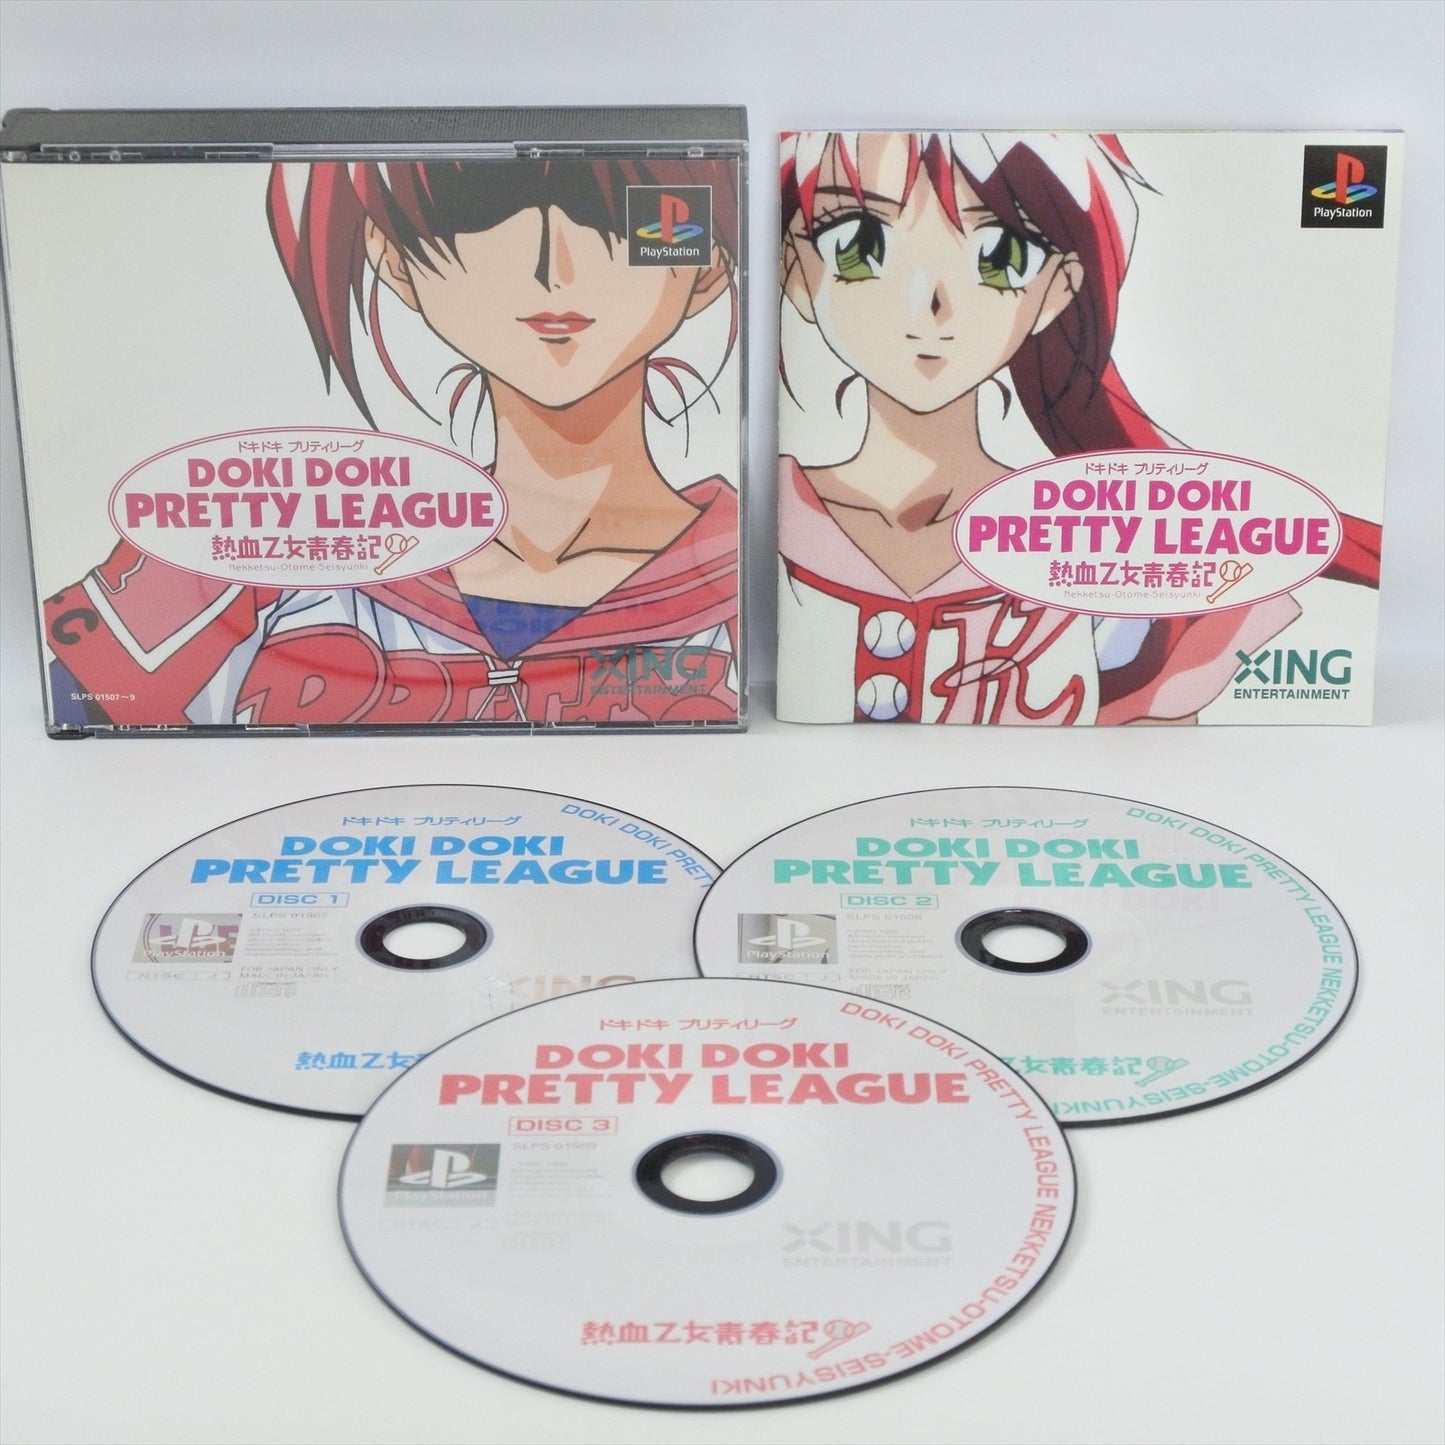 PlayStation
ドキドキ プリティリーグ
DOKI DOKI
PRETTY LEAGUE
熱血乙女青春記
Nekketsu-Otome-Seisyunki
XING
ENTERTAINMENT
SLPS 01507～9
PlayStation
ドキドキ プリティリーグ
DOKI DOKI
PRETTY LEAGUE
熱血乙女青春記
Nekketsu-Otome-Seisyunki
K
XING
ENTERTAINMENT
ドキドキ プリティリーグ
DOKI DOKI
PRETTY LEAGUE
DISC 1
SLPS 01507
PlayStation
NTSC J
FOR JAPAN ONLY
MADE IN JAPAN
XING
熱血乙女
DOKI DOKI PRETTY
ドキドキ プリティリーグ
DOKI DOKI
PRETTY LEAGUE
DISC 2
SLPS 01508
PlayStation
NTSC J
FOR JAPAN ONLY
MADE IN JAPAN
XING
ENTERTAINMENT
乙女青春記
DOKI DOKI PRETTY LEAGUE NEKKETSU-OTOME-SEISYUNKI
ドキドキ プリティリーグ
DOKI DOKI
PRETTY LEAGUE
DISC 3
SLPS 01509
PlayStation
XING
ENTERTAINMENT
熱血乙女青春記
DOKI DOKI PRETTY LEAGUE NEKKETSU-OTOME-SEISYUNKI